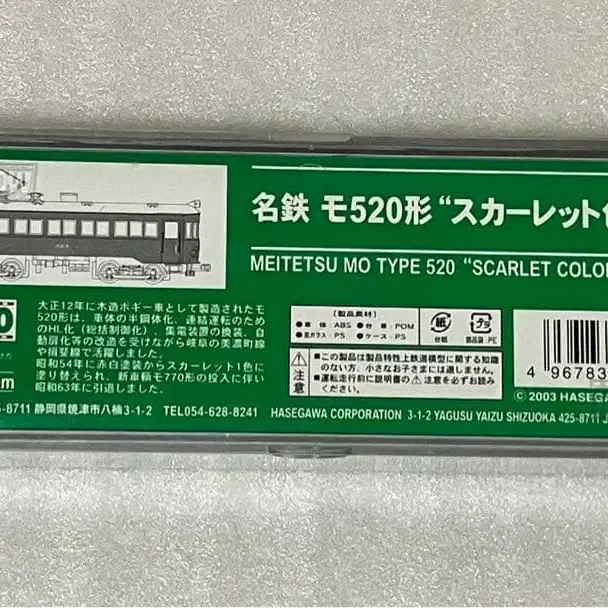 名鉄 モ520形 “スカーレット色
MEITETSU MO TYPE 520 “SCARLET COLO
大正12年に木造ボギー車として製造されたモ
520形は、車体の半鋼体化、連結運転のため
のHL化（総括制御化）、集電装置の換装、自
動扉化等の改造を受けながら岐阜の美濃町線
や揖斐線で活躍しました。
昭和54年に赤白塗装からスカーレット1色に
塗り替えられ、新車輌モ770形の投入に伴い
昭和63年に引退しました。
[製品素材]
●車体：ABS ●台車：POM
●窓ガラス：PS ●ケース：PS
紙
プラ
外箱
部品袋：PE
注意
■この製品は製品特性上鉄道模型に関する知識
のない方、小さなお子さまには適しません。
■運転走行前に説明書の⚠注意を必ずお読み
ください。
4 96783
© 2003 HASEGA
m
-8711 静岡県焼津市八楠3-1-2 TEL054-628-8241 HASEGAWA CORPORATION 3-1-2 YAGUSU YAIZU SHIZUOKA 425-8711 J